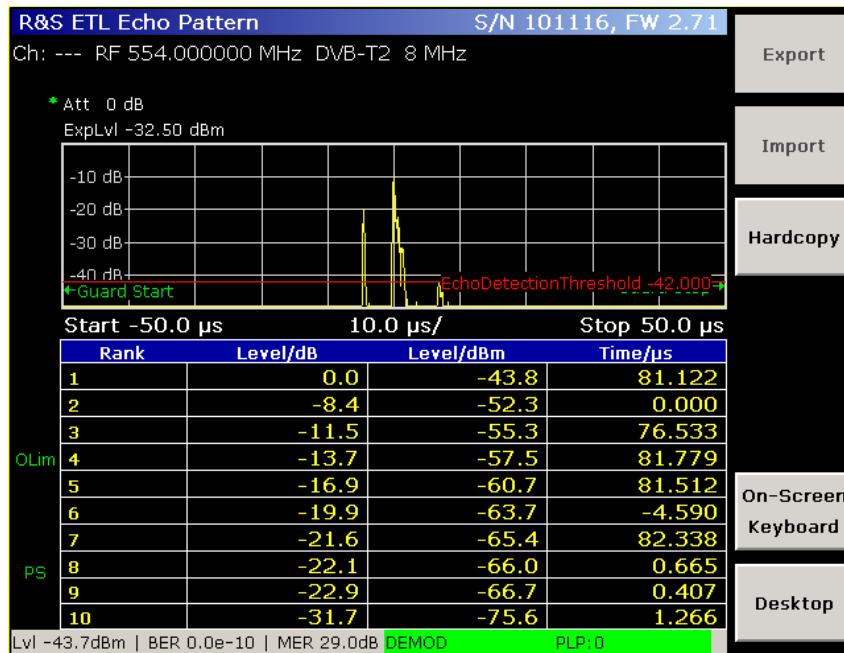 R&S ETL Echo Pattern S/N 101116, FW 2.71
Ch: --- RF 554.000000 MHz DVB-T2 8 MHz
Export
* Att 0 dB
ExpLvl -32.50 dBm
Import
-10 dB
-20 dB
-30 dB
Hardcopy
-40 dB
EchoDetectionThreshold -42.000
Guard Start
Start -50.0 µs 10.0 µs/ Stop 50.0 µs
Rank Level/dB Level/dBm Time/µs
1 0.0 -43.8 81.122
2 -8.4 -52.3 0.000
3 -11.5 -55.3 76.533
OLim
4 -13.7 -57.5 81.779
5 -16.9 -60.7 81.512
On-Screen
Keyboard
6 -19.9 -63.7 -4.590
7 -21.6 -65.4 82.338
PS
8 -22.1 -66.0 0.665
9 -22.9 -66.7 0.407
Desktop
10 -31.7 -75.6 1.266
Lvl -43.7dBm | BER 0.0e-10 | MER 29.0dB DEMOD PLP:0